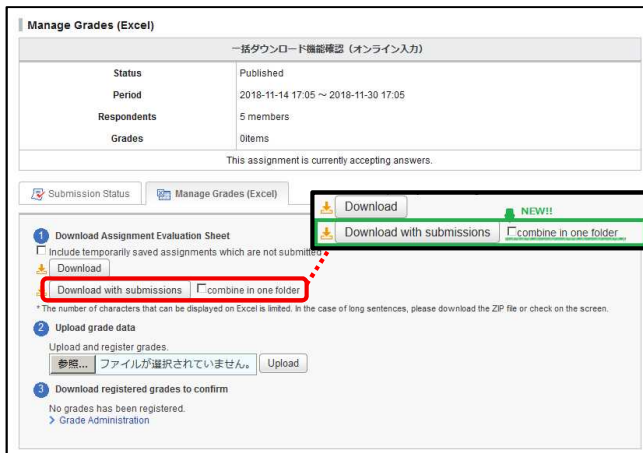 Manage Grades (Excel)
一括ダウンロード機能確認（オンライン入力）
Status Published
Period 2018-11-14 17:05 ～ 2018-11-30 17:05
Respondents 5 members
Grades 0items
This assignment is currently accepting answers.
Submission Status Manage Grades (Excel)
Download
NEW!!
Download with submissions combine in one folder
1 Download Assignment Evaluation Sheet
Include temporarily saved assignments which are not submitted
Download
Download with submissions combine in one folder
* The number of characters that can be displayed on Excel is limited. In the case of long sentences, please download the ZIP file or check on the screen.
2 Upload grade data
Upload and register grades.
参照... ファイルが選択されていません。 Upload
3 Download registered grades to confirm
No grades has been registered.
> Grade Administration